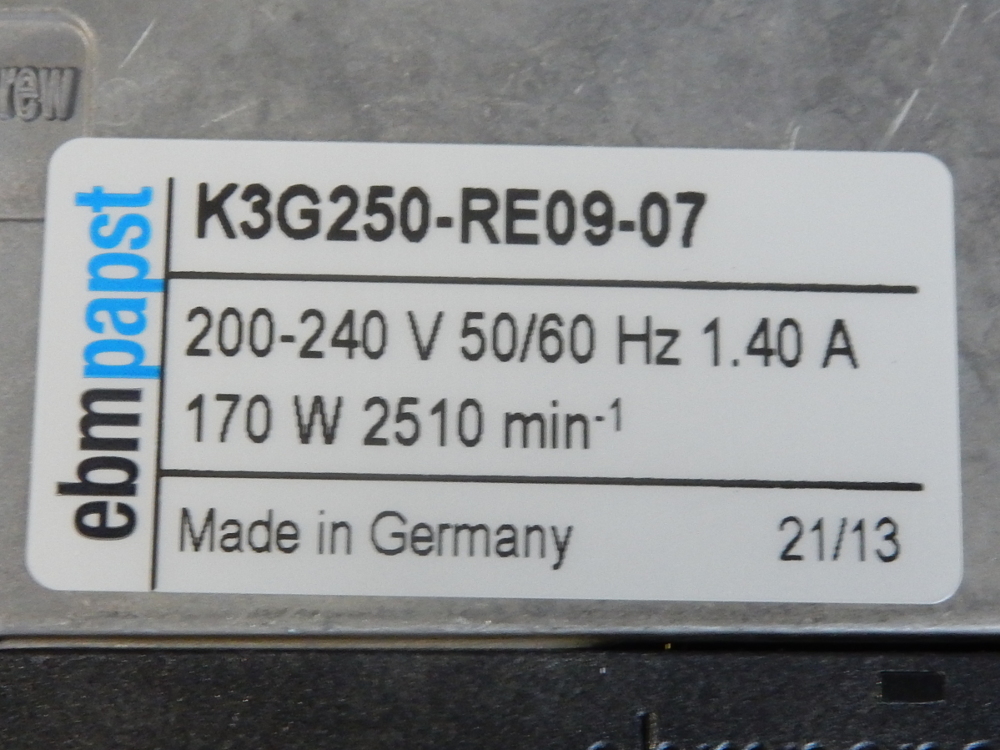 rew
ebmpapst
K3G250-RE09-07
200-240 V 50/60 Hz 1.40 A
170 W 2510 min⁻¹
Made in Germany 21/13